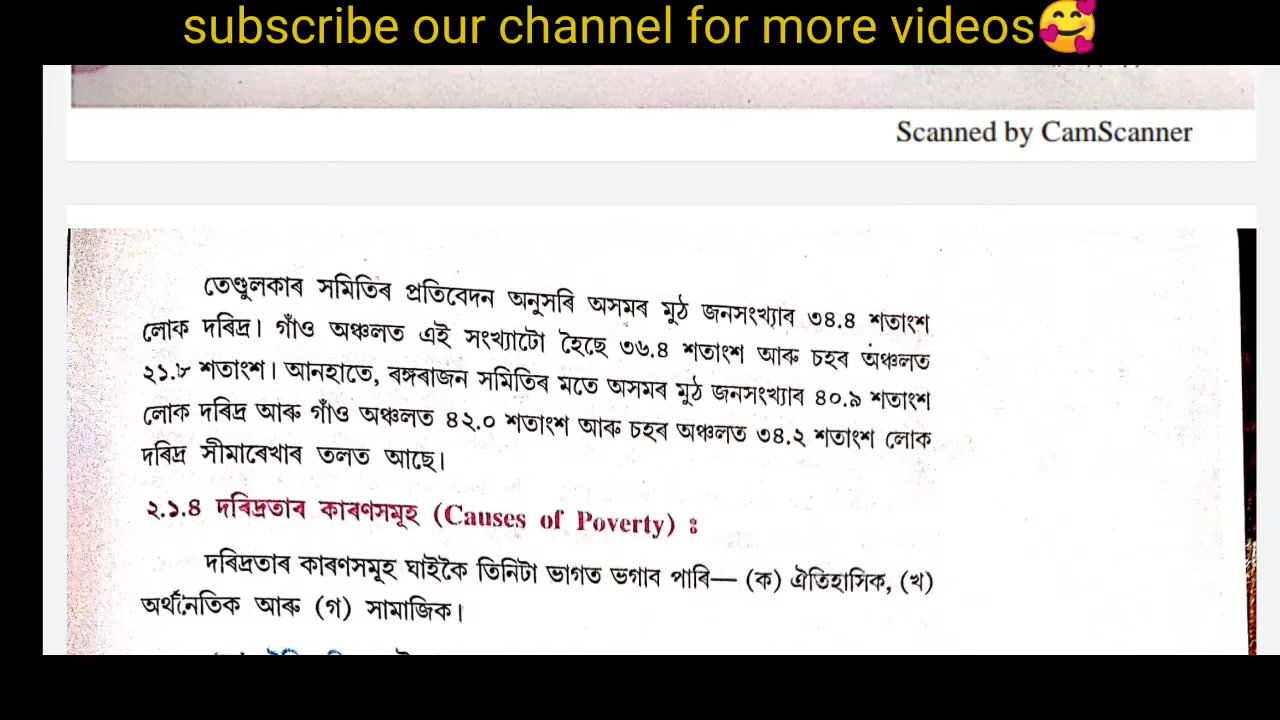 subscribe our channel for more videos🥰
Scanned by CamScanner
তেণ্ডুলকাৰ সমিতিৰ প্ৰতিবেদন অনুসৰি অসমৰ মুঠ জনসংখ্যাৰ ৩৪.৪ শতাংশ
লোক দৰিদ্ৰ। গাঁও অঞ্চলত এই সংখ্যাটো হৈছে ৩৬.৪ শতাংশ আৰু চহৰ অঞ্চলত
২১.৮ শতাংশ। আনহাতে, ৰঙ্গৰাজন সমিতিৰ মতে অসমৰ মুঠ জনসংখ্যাৰ ৪০.৯ শতাংশ
লোক দৰিদ্ৰ আৰু গাঁও অঞ্চলত ৪২.০ শতাংশ আৰু চহৰ অঞ্চলত ৩৪.২ শতাংশ লোক
দৰিদ্ৰ সীমাৰেখাৰ তলত আছে।
২.১.৪ দৰিদ্ৰতাৰ কাৰণসমূহ (Causes of Poverty) ঃ
দৰিদ্ৰতাৰ কাৰণসমূহ ঘাইকৈ তিনিটা ভাগত ভগাব পাৰি— (ক) ঐতিহাসিক, (খ)
অৰ্থনৈতিক আৰু (গ) সামাজিক।